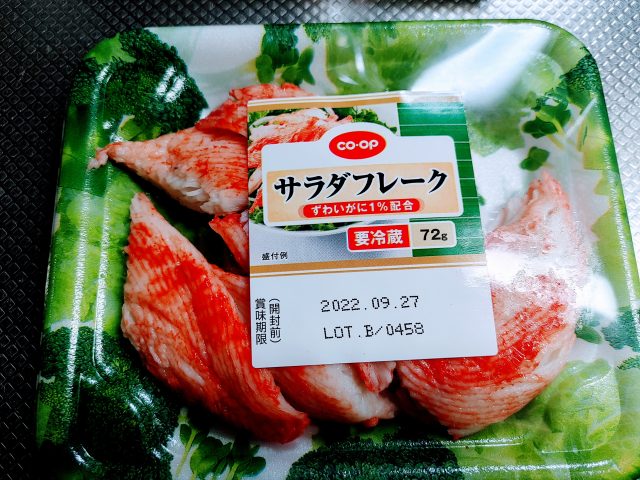 co·op
サラダフレーク
ずわいがに1%配合
要冷蔵 72g
盛付例
(開封前)
賞味期限
2022.09.27
LOT.B/0458